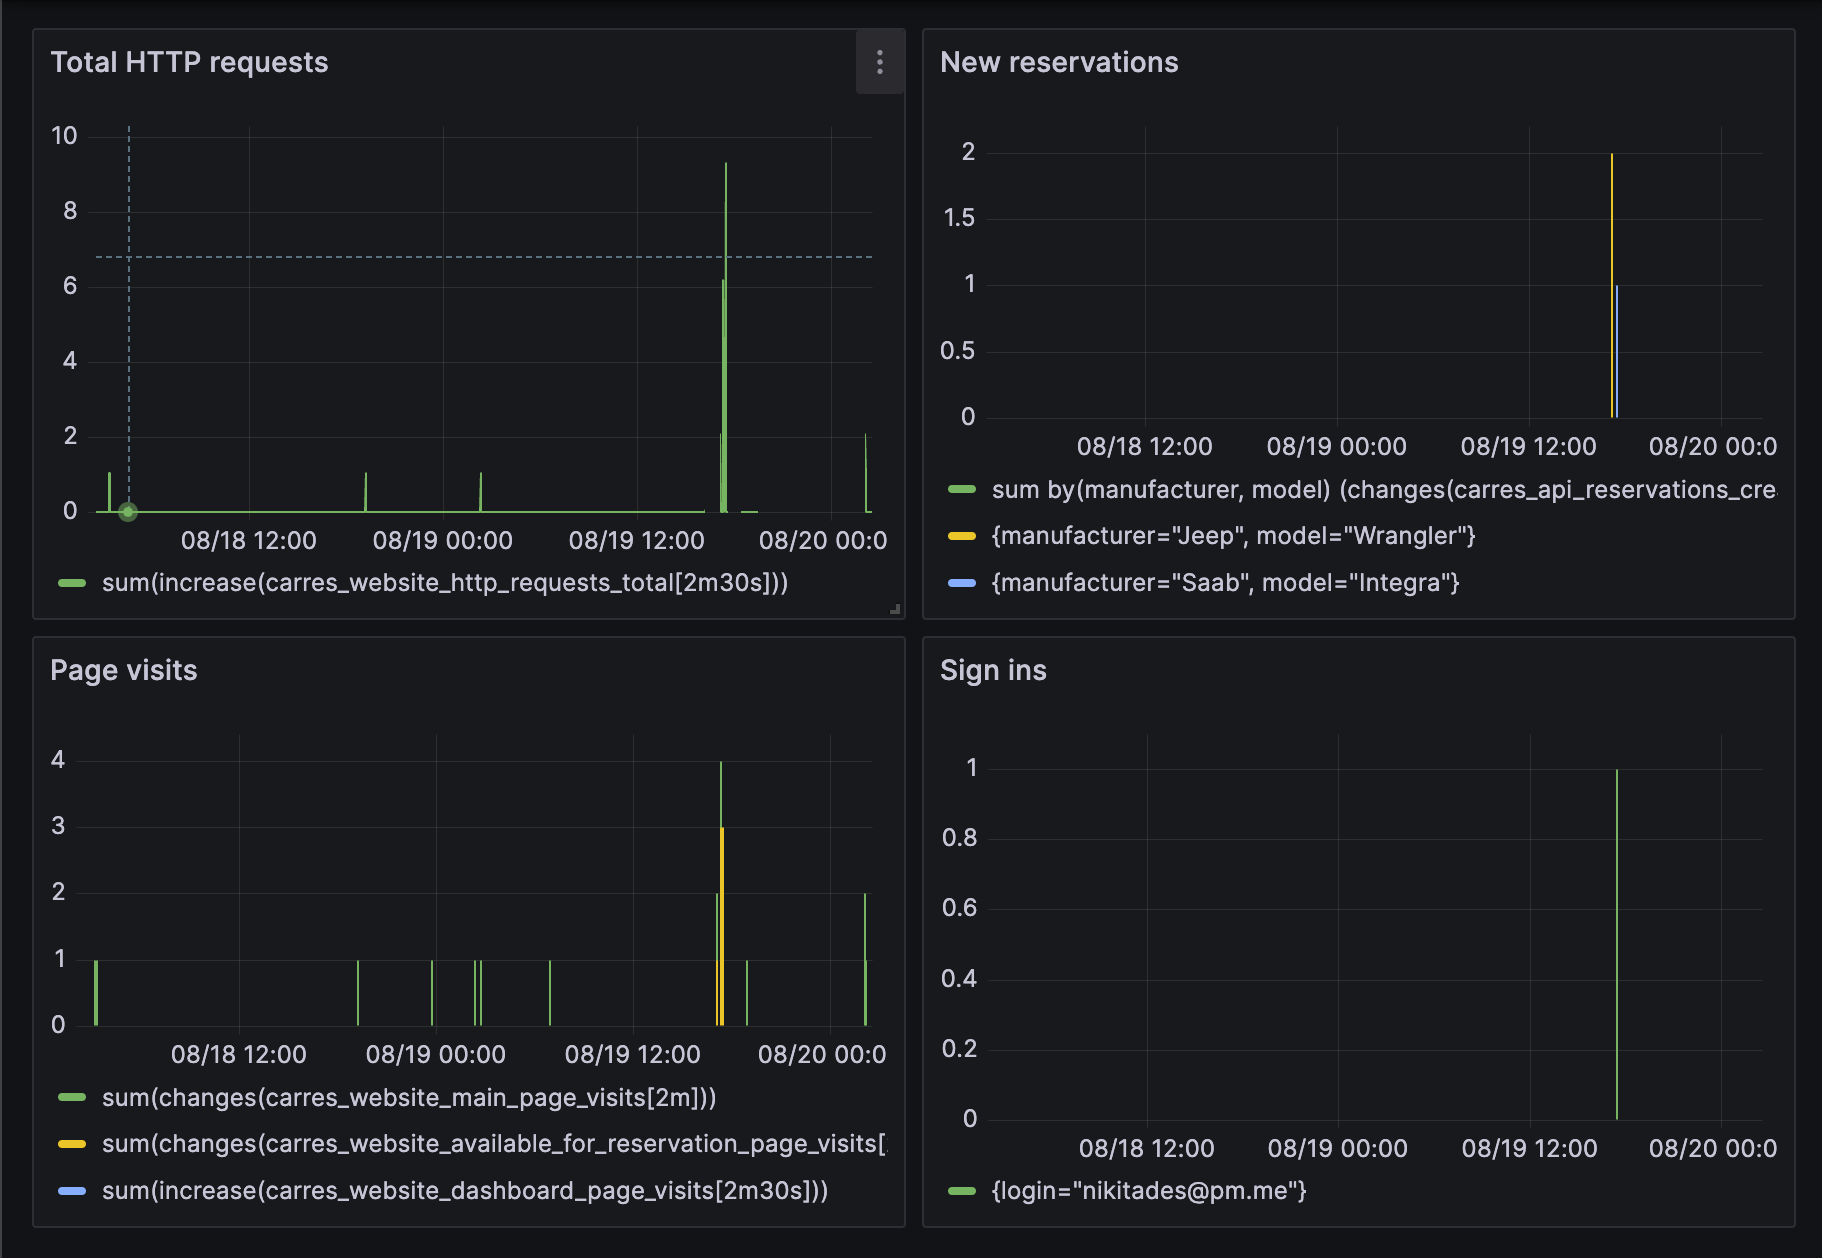 Total HTTP requests
10
8
6
4
2
0
08/18 12:00 08/19 00:00 08/19 12:00 08/20 00:0
sum(increase(carres_website_http_requests_total[2m30s]))
New reservations
2
1.5
1
0.5
0
08/18 12:00 08/19 00:00 08/19 12:00 08/20 00:0
sum by(manufacturer, model) (changes(carres_api_reservations_cre
{manufacturer="Jeep", model="Wrangler"}
{manufacturer="Saab", model="Integra"}
Page visits
4
3
2
1
0
08/18 12:00 08/19 00:00 08/19 12:00 08/20 00:0
sum(changes(carres_website_main_page_visits[2m]))
sum(changes(carres_website_available_for_reservation_page_visits[
sum(increase(carres_website_dashboard_page_visits[2m30s]))
Sign ins
1
0.8
0.6
0.4
0.2
0
08/18 12:00 08/19 00:00 08/19 12:00 08/20 00:0
{login="nikitades@pm.me"}